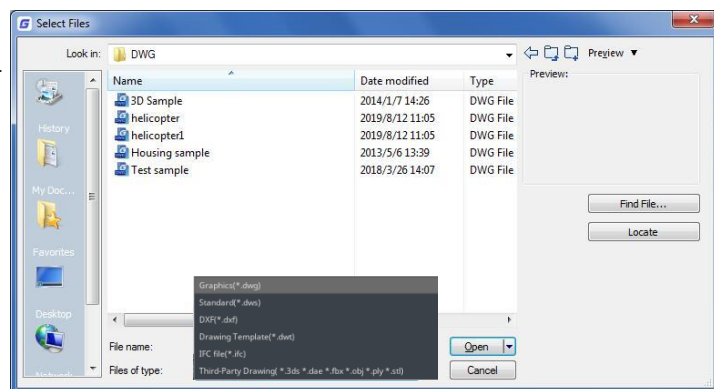 Select Files
Look in: DWG Preview ▼
Name Date modified Type Preview:
3D Sample 2014/1/7 14:26 DWG File
helicopter 2019/8/12 11:05 DWG File
helicopter1 2019/8/12 11:05 DWG File
Housing sample 2013/5/6 13:39 DWG File
Test sample 2018/3/26 14:07 DWG File
History
My Doc...
Favorites
Desktop
Find File...
Locate
Graphics(*.dwg)
Standard(*.dws)
DXF(*.dxf)
Drawing Template(*.dwt)
IFC file(*.ifc)
Third-Party Drawing( *.3ds *.dae *.fbx *.obj *.ply *.stl)
File name: Open
Files of type: Cancel